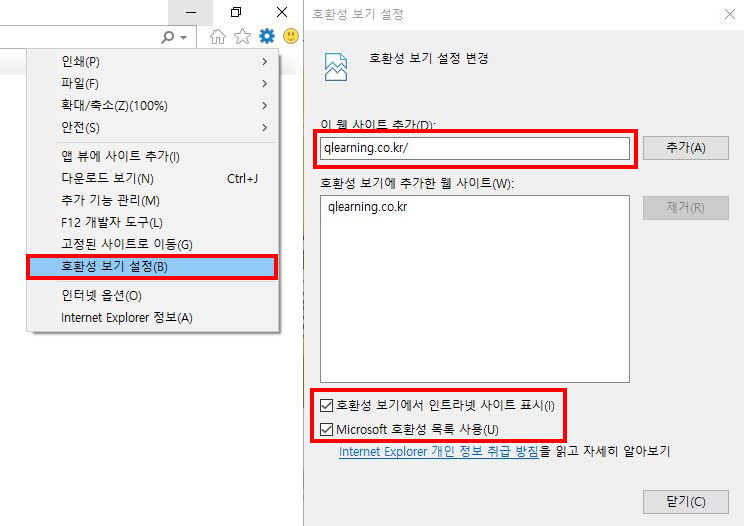 인쇄(P)
파일(F)
확대/축소(Z)(100%)
안전(S)
앱 뷰에 사이트 추가(I)
다운로드 보기(N) Ctrl+J
추가 기능 관리(M)
F12 개발자 도구(L)
고정된 사이트로 이동(G)
호환성 보기 설정(B)
인터넷 옵션(O)
Internet Explorer 정보(A)
호환성 보기 설정
호환성 보기 설정 변경
이 웹 사이트 추가(D):
qlearning.co.kr/
추가(A)
호환성 보기에 추가한 웹 사이트(W):
qlearning.co.kr
제거(R)
호환성 보기에서 인트라넷 사이트 표시(I)
Microsoft 호환성 목록 사용(U)
Internet Explorer 개인 정보 취급 방침을 읽고 자세히 알아보기
닫기(C)